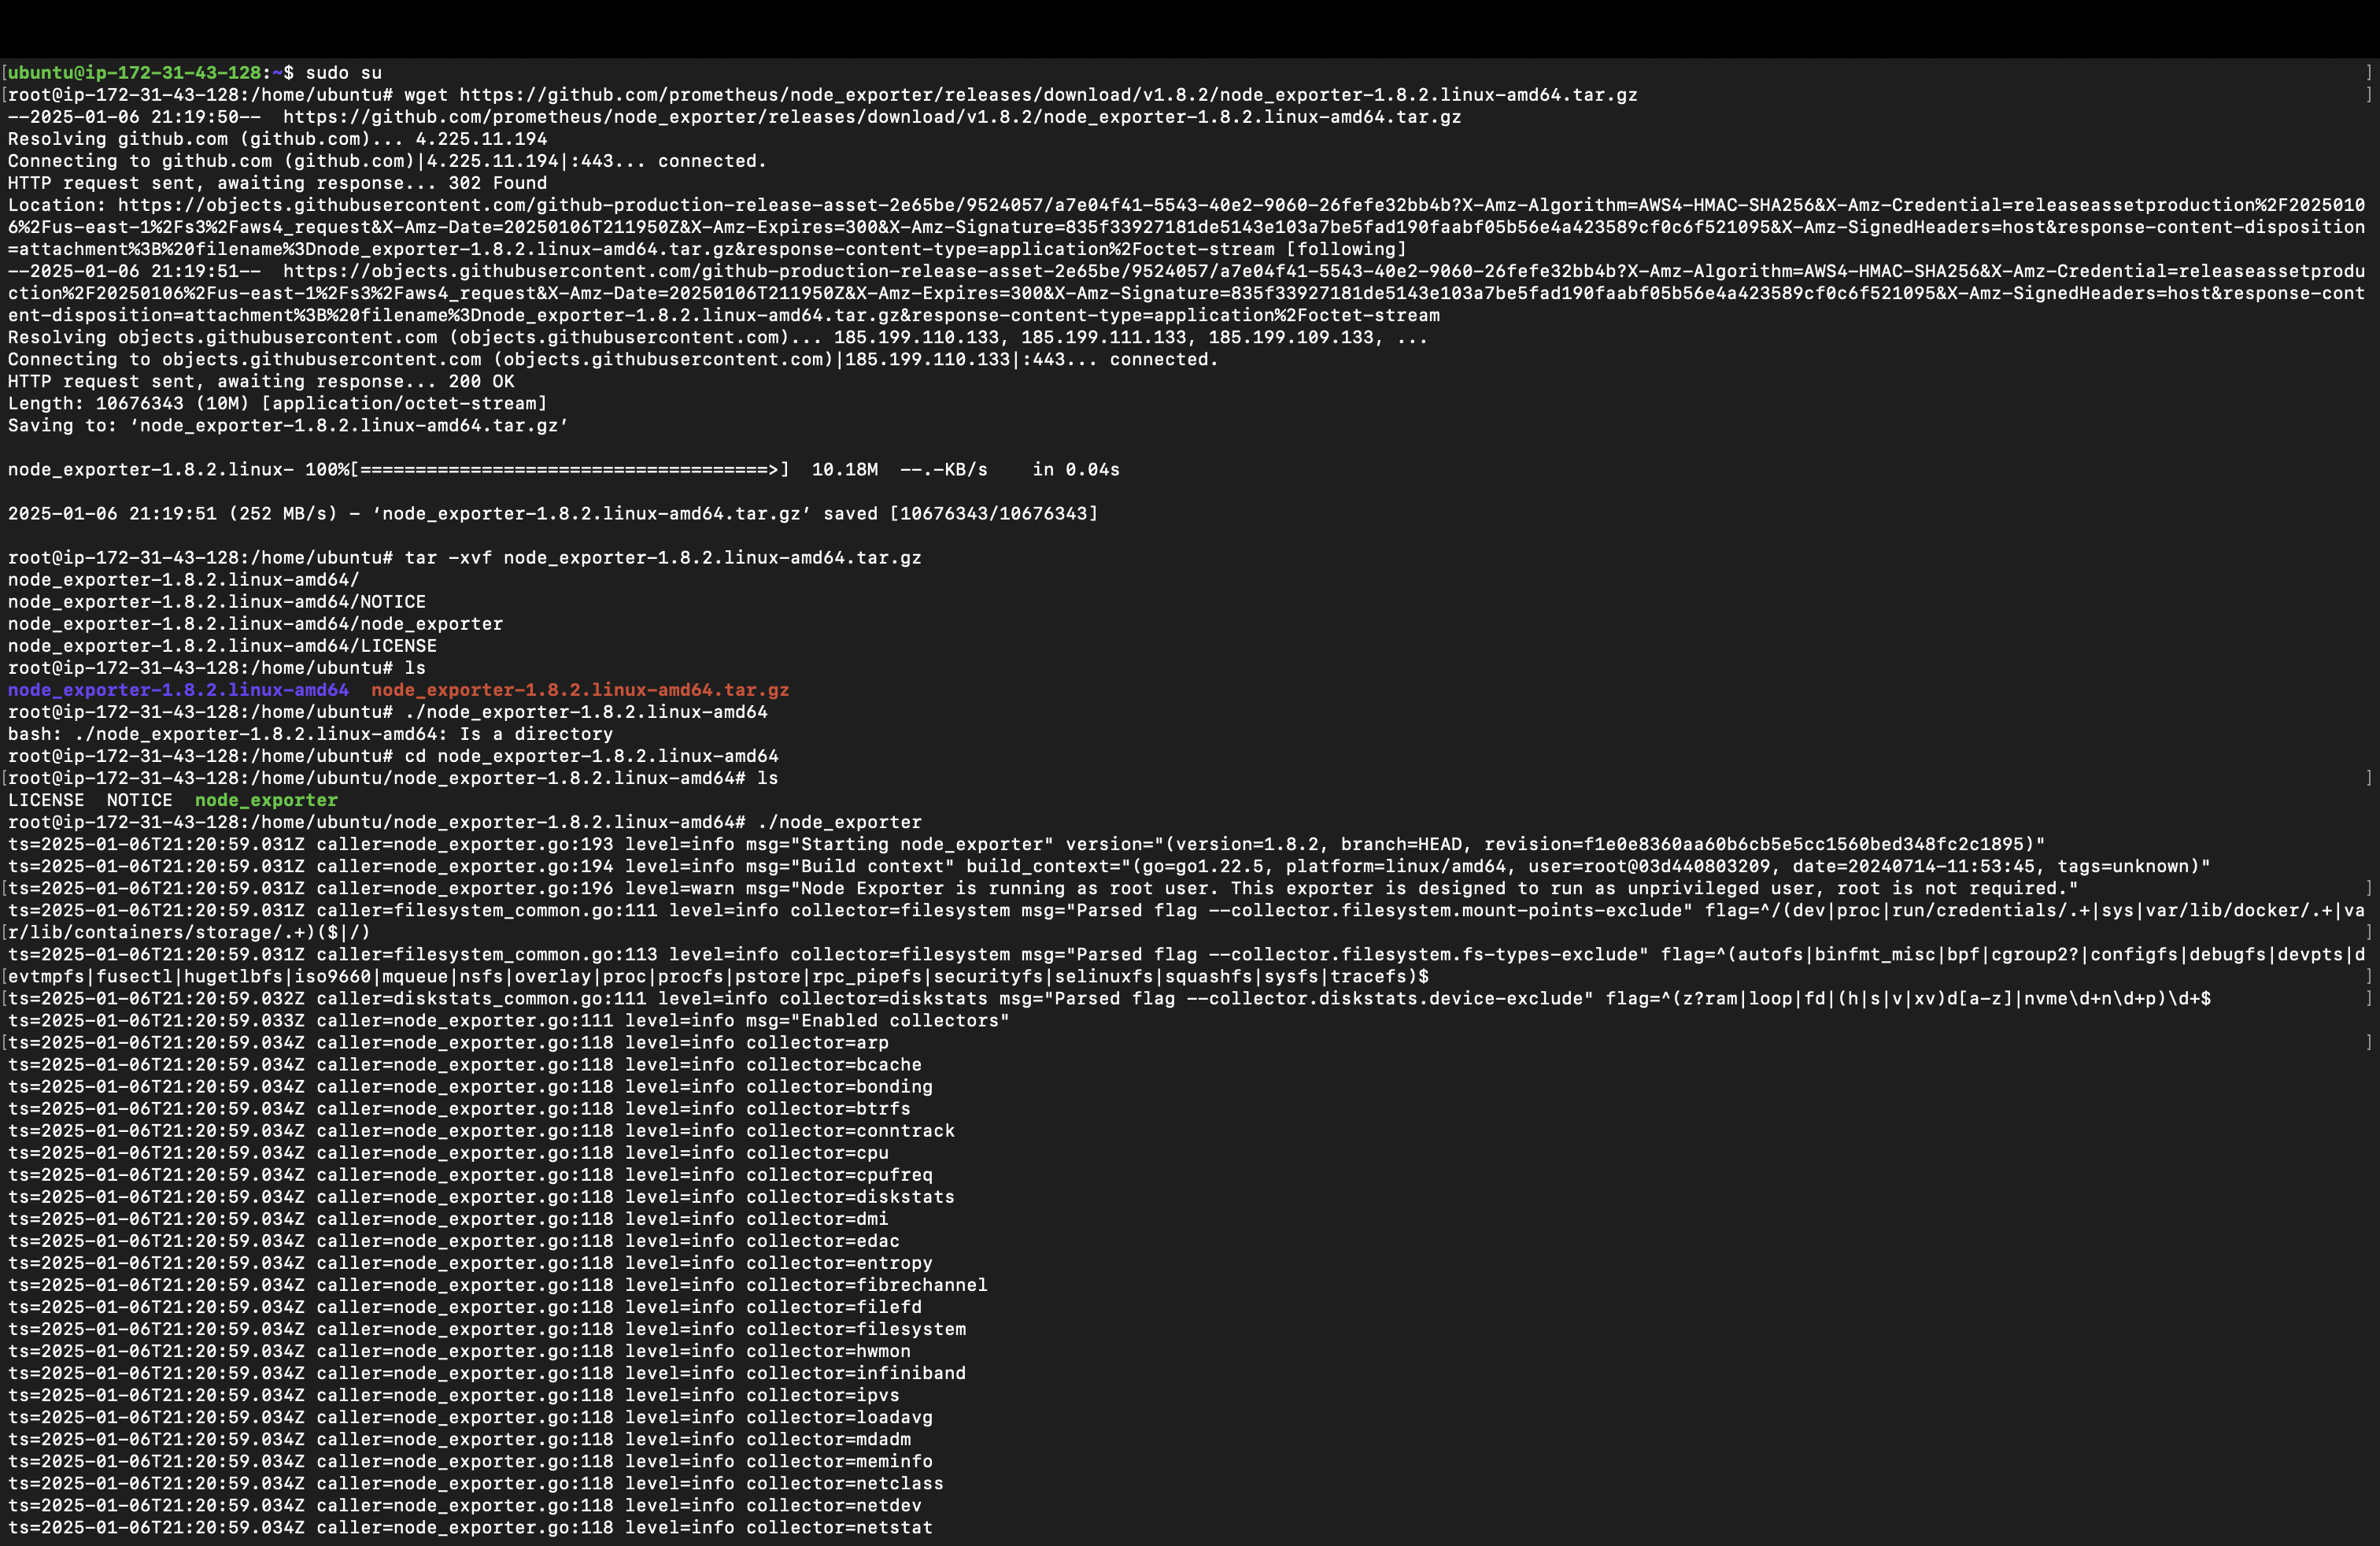 [ubuntu@ip-172-31-43-128:~$ sudo su ]
[root@ip-172-31-43-128:/home/ubuntu# wget https://github.com/prometheus/node_exporter/releases/download/v1.8.2/node_exporter-1.8.2.linux-amd64.tar.gz ]
--2025-01-06 21:19:50--  https://github.com/prometheus/node_exporter/releases/download/v1.8.2/node_exporter-1.8.2.linux-amd64.tar.gz
Resolving github.com (github.com)... 4.225.11.194
Connecting to github.com (github.com)|4.225.11.194|:443... connected.
HTTP request sent, awaiting response... 302 Found
Location: https://objects.githubusercontent.com/github-production-release-asset-2e65be/9524057/a7e04f41-5543-40e2-9060-26fefe32bb4b?X-Amz-Algorithm=AWS4-HMAC-SHA256&X-Amz-Credential=releaseassetproduction%2F2025010
6%2Fus-east-1%2Fs3%2Faws4_request&X-Amz-Date=20250106T211950Z&X-Amz-Expires=300&X-Amz-Signature=835f33927181de5143e103a7be5fad190faabf05b56e4a423589cf0c6f521095&X-Amz-SignedHeaders=host&response-content-disposition
=attachment%3B%20filename%3Dnode_exporter-1.8.2.linux-amd64.tar.gz&response-content-type=application%2Foctet-stream [following]
--2025-01-06 21:19:51--  https://objects.githubusercontent.com/github-production-release-asset-2e65be/9524057/a7e04f41-5543-40e2-9060-26fefe32bb4b?X-Amz-Algorithm=AWS4-HMAC-SHA256&X-Amz-Credential=releaseassetprodu
ction%2F20250106%2Fus-east-1%2Fs3%2Faws4_request&X-Amz-Date=20250106T211950Z&X-Amz-Expires=300&X-Amz-Signature=835f33927181de5143e103a7be5fad190faabf05b56e4a423589cf0c6f521095&X-Amz-SignedHeaders=host&response-cont
ent-disposition=attachment%3B%20filename%3Dnode_exporter-1.8.2.linux-amd64.tar.gz&response-content-type=application%2Foctet-stream
Resolving objects.githubusercontent.com (objects.githubusercontent.com)... 185.199.110.133, 185.199.111.133, 185.199.109.133, ...
Connecting to objects.githubusercontent.com (objects.githubusercontent.com)|185.199.110.133|:443... connected.
HTTP request sent, awaiting response... 200 OK
Length: 10676343 (10M) [application/octet-stream]
Saving to: ‘node_exporter-1.8.2.linux-amd64.tar.gz’
node_exporter-1.8.2.linux- 100%[=====================================>]  10.18M  --.-KB/s    in 0.04s
2025-01-06 21:19:51 (252 MB/s) - ‘node_exporter-1.8.2.linux-amd64.tar.gz’ saved [10676343/10676343]
root@ip-172-31-43-128:/home/ubuntu# tar -xvf node_exporter-1.8.2.linux-amd64.tar.gz
node_exporter-1.8.2.linux-amd64/
node_exporter-1.8.2.linux-amd64/NOTICE
node_exporter-1.8.2.linux-amd64/node_exporter
node_exporter-1.8.2.linux-amd64/LICENSE
root@ip-172-31-43-128:/home/ubuntu# ls
node_exporter-1.8.2.linux-amd64  node_exporter-1.8.2.linux-amd64.tar.gz
root@ip-172-31-43-128:/home/ubuntu# ./node_exporter-1.8.2.linux-amd64
bash: ./node_exporter-1.8.2.linux-amd64: Is a directory
root@ip-172-31-43-128:/home/ubuntu# cd node_exporter-1.8.2.linux-amd64
[root@ip-172-31-43-128:/home/ubuntu/node_exporter-1.8.2.linux-amd64# ls ]
LICENSE  NOTICE  node_exporter
root@ip-172-31-43-128:/home/ubuntu/node_exporter-1.8.2.linux-amd64# ./node_exporter
ts=2025-01-06T21:20:59.031Z caller=node_exporter.go:193 level=info msg="Starting node_exporter" version="(version=1.8.2, branch=HEAD, revision=f1e0e8360aa60b6cb5e5cc1560bed348fc2c1895)"
ts=2025-01-06T21:20:59.031Z caller=node_exporter.go:194 level=info msg="Build context" build_context="(go=go1.22.5, platform=linux/amd64, user=root@03d440803209, date=20240714-11:53:45, tags=unknown)"
[ts=2025-01-06T21:20:59.031Z caller=node_exporter.go:196 level=warn msg="Node Exporter is running as root user. This exporter is designed to run as unprivileged user, root is not required." ]
ts=2025-01-06T21:20:59.031Z caller=filesystem_common.go:111 level=info collector=filesystem msg="Parsed flag --collector.filesystem.mount-points-exclude" flag=^/(dev|proc|run/credentials/.+|sys|var/lib/docker/.+|va
[r/lib/containers/storage/.+)($|/) ]
ts=2025-01-06T21:20:59.031Z caller=filesystem_common.go:113 level=info collector=filesystem msg="Parsed flag --collector.filesystem.fs-types-exclude" flag=^(autofs|binfmt_misc|bpf|cgroup2?|configfs|debugfs|devpts|d
[evtmpfs|fusectl|hugetlbfs|iso9660|mqueue|nsfs|overlay|proc|procfs|pstore|rpc_pipefs|securityfs|selinuxfs|squashfs|sysfs|tracefs)$ ]
[ts=2025-01-06T21:20:59.032Z caller=diskstats_common.go:111 level=info collector=diskstats msg="Parsed flag --collector.diskstats.device-exclude" flag=^(z?ram|loop|fd|(h|s|v|xv)d[a-z]|nvme\d+n\d+p)\d+$ ]
ts=2025-01-06T21:20:59.033Z caller=node_exporter.go:111 level=info msg="Enabled collectors"
[ts=2025-01-06T21:20:59.034Z caller=node_exporter.go:118 level=info collector=arp ]
ts=2025-01-06T21:20:59.034Z caller=node_exporter.go:118 level=info collector=bcache
ts=2025-01-06T21:20:59.034Z caller=node_exporter.go:118 level=info collector=bonding
ts=2025-01-06T21:20:59.034Z caller=node_exporter.go:118 level=info collector=btrfs
ts=2025-01-06T21:20:59.034Z caller=node_exporter.go:118 level=info collector=conntrack
ts=2025-01-06T21:20:59.034Z caller=node_exporter.go:118 level=info collector=cpu
ts=2025-01-06T21:20:59.034Z caller=node_exporter.go:118 level=info collector=cpufreq
ts=2025-01-06T21:20:59.034Z caller=node_exporter.go:118 level=info collector=diskstats
ts=2025-01-06T21:20:59.034Z caller=node_exporter.go:118 level=info collector=dmi
ts=2025-01-06T21:20:59.034Z caller=node_exporter.go:118 level=info collector=edac
ts=2025-01-06T21:20:59.034Z caller=node_exporter.go:118 level=info collector=entropy
ts=2025-01-06T21:20:59.034Z caller=node_exporter.go:118 level=info collector=fibrechannel
ts=2025-01-06T21:20:59.034Z caller=node_exporter.go:118 level=info collector=filefd
ts=2025-01-06T21:20:59.034Z caller=node_exporter.go:118 level=info collector=filesystem
ts=2025-01-06T21:20:59.034Z caller=node_exporter.go:118 level=info collector=hwmon
ts=2025-01-06T21:20:59.034Z caller=node_exporter.go:118 level=info collector=infiniband
ts=2025-01-06T21:20:59.034Z caller=node_exporter.go:118 level=info collector=ipvs
ts=2025-01-06T21:20:59.034Z caller=node_exporter.go:118 level=info collector=loadavg
ts=2025-01-06T21:20:59.034Z caller=node_exporter.go:118 level=info collector=mdadm
ts=2025-01-06T21:20:59.034Z caller=node_exporter.go:118 level=info collector=meminfo
ts=2025-01-06T21:20:59.034Z caller=node_exporter.go:118 level=info collector=netclass
ts=2025-01-06T21:20:59.034Z caller=node_exporter.go:118 level=info collector=netdev
ts=2025-01-06T21:20:59.034Z caller=node_exporter.go:118 level=info collector=netstat